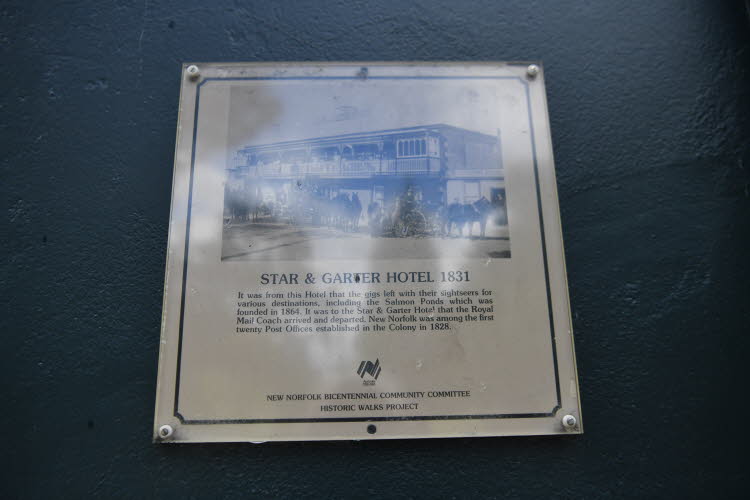 STAR & GARTER HOTEL 1831
It was from this Hotel that the gigs left with their sightseers for
various destinations, including the Salmon Ponds which was
founded in 1864. It was to the Star & Garter Hotel that the Royal
Mail Coach arrived and departed. New Norfolk was among the first
twenty Post Offices established in the Colony in 1828.
NEW NORFOLK BICENTENNIAL COMMUNITY COMMITTEE
HISTORIC WALKS PROJECT